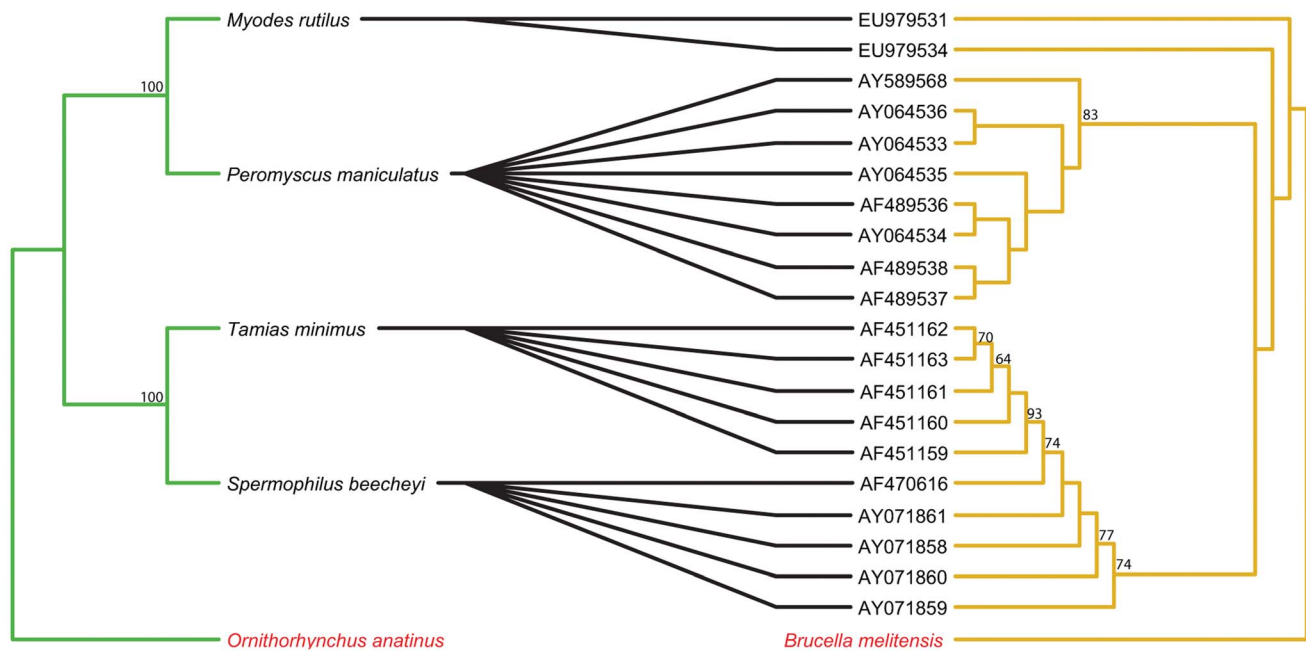 Myodes rutilus EU979531
EU979534
100 AY589568
AY064536 83
AY064533
Peromyscus maniculatus AY064535
AF489536
AY064534
AF489538
AF489537
Tamias minimus AF451162
70
AF451163 64
AF451161
100 AF451160 93
AF451159 74
Spermophilus beecheyi AF470616
AY071861
AY071858 77
AY071860 74
AY071859
Ornithorhynchus anatinus Brucella melitensis